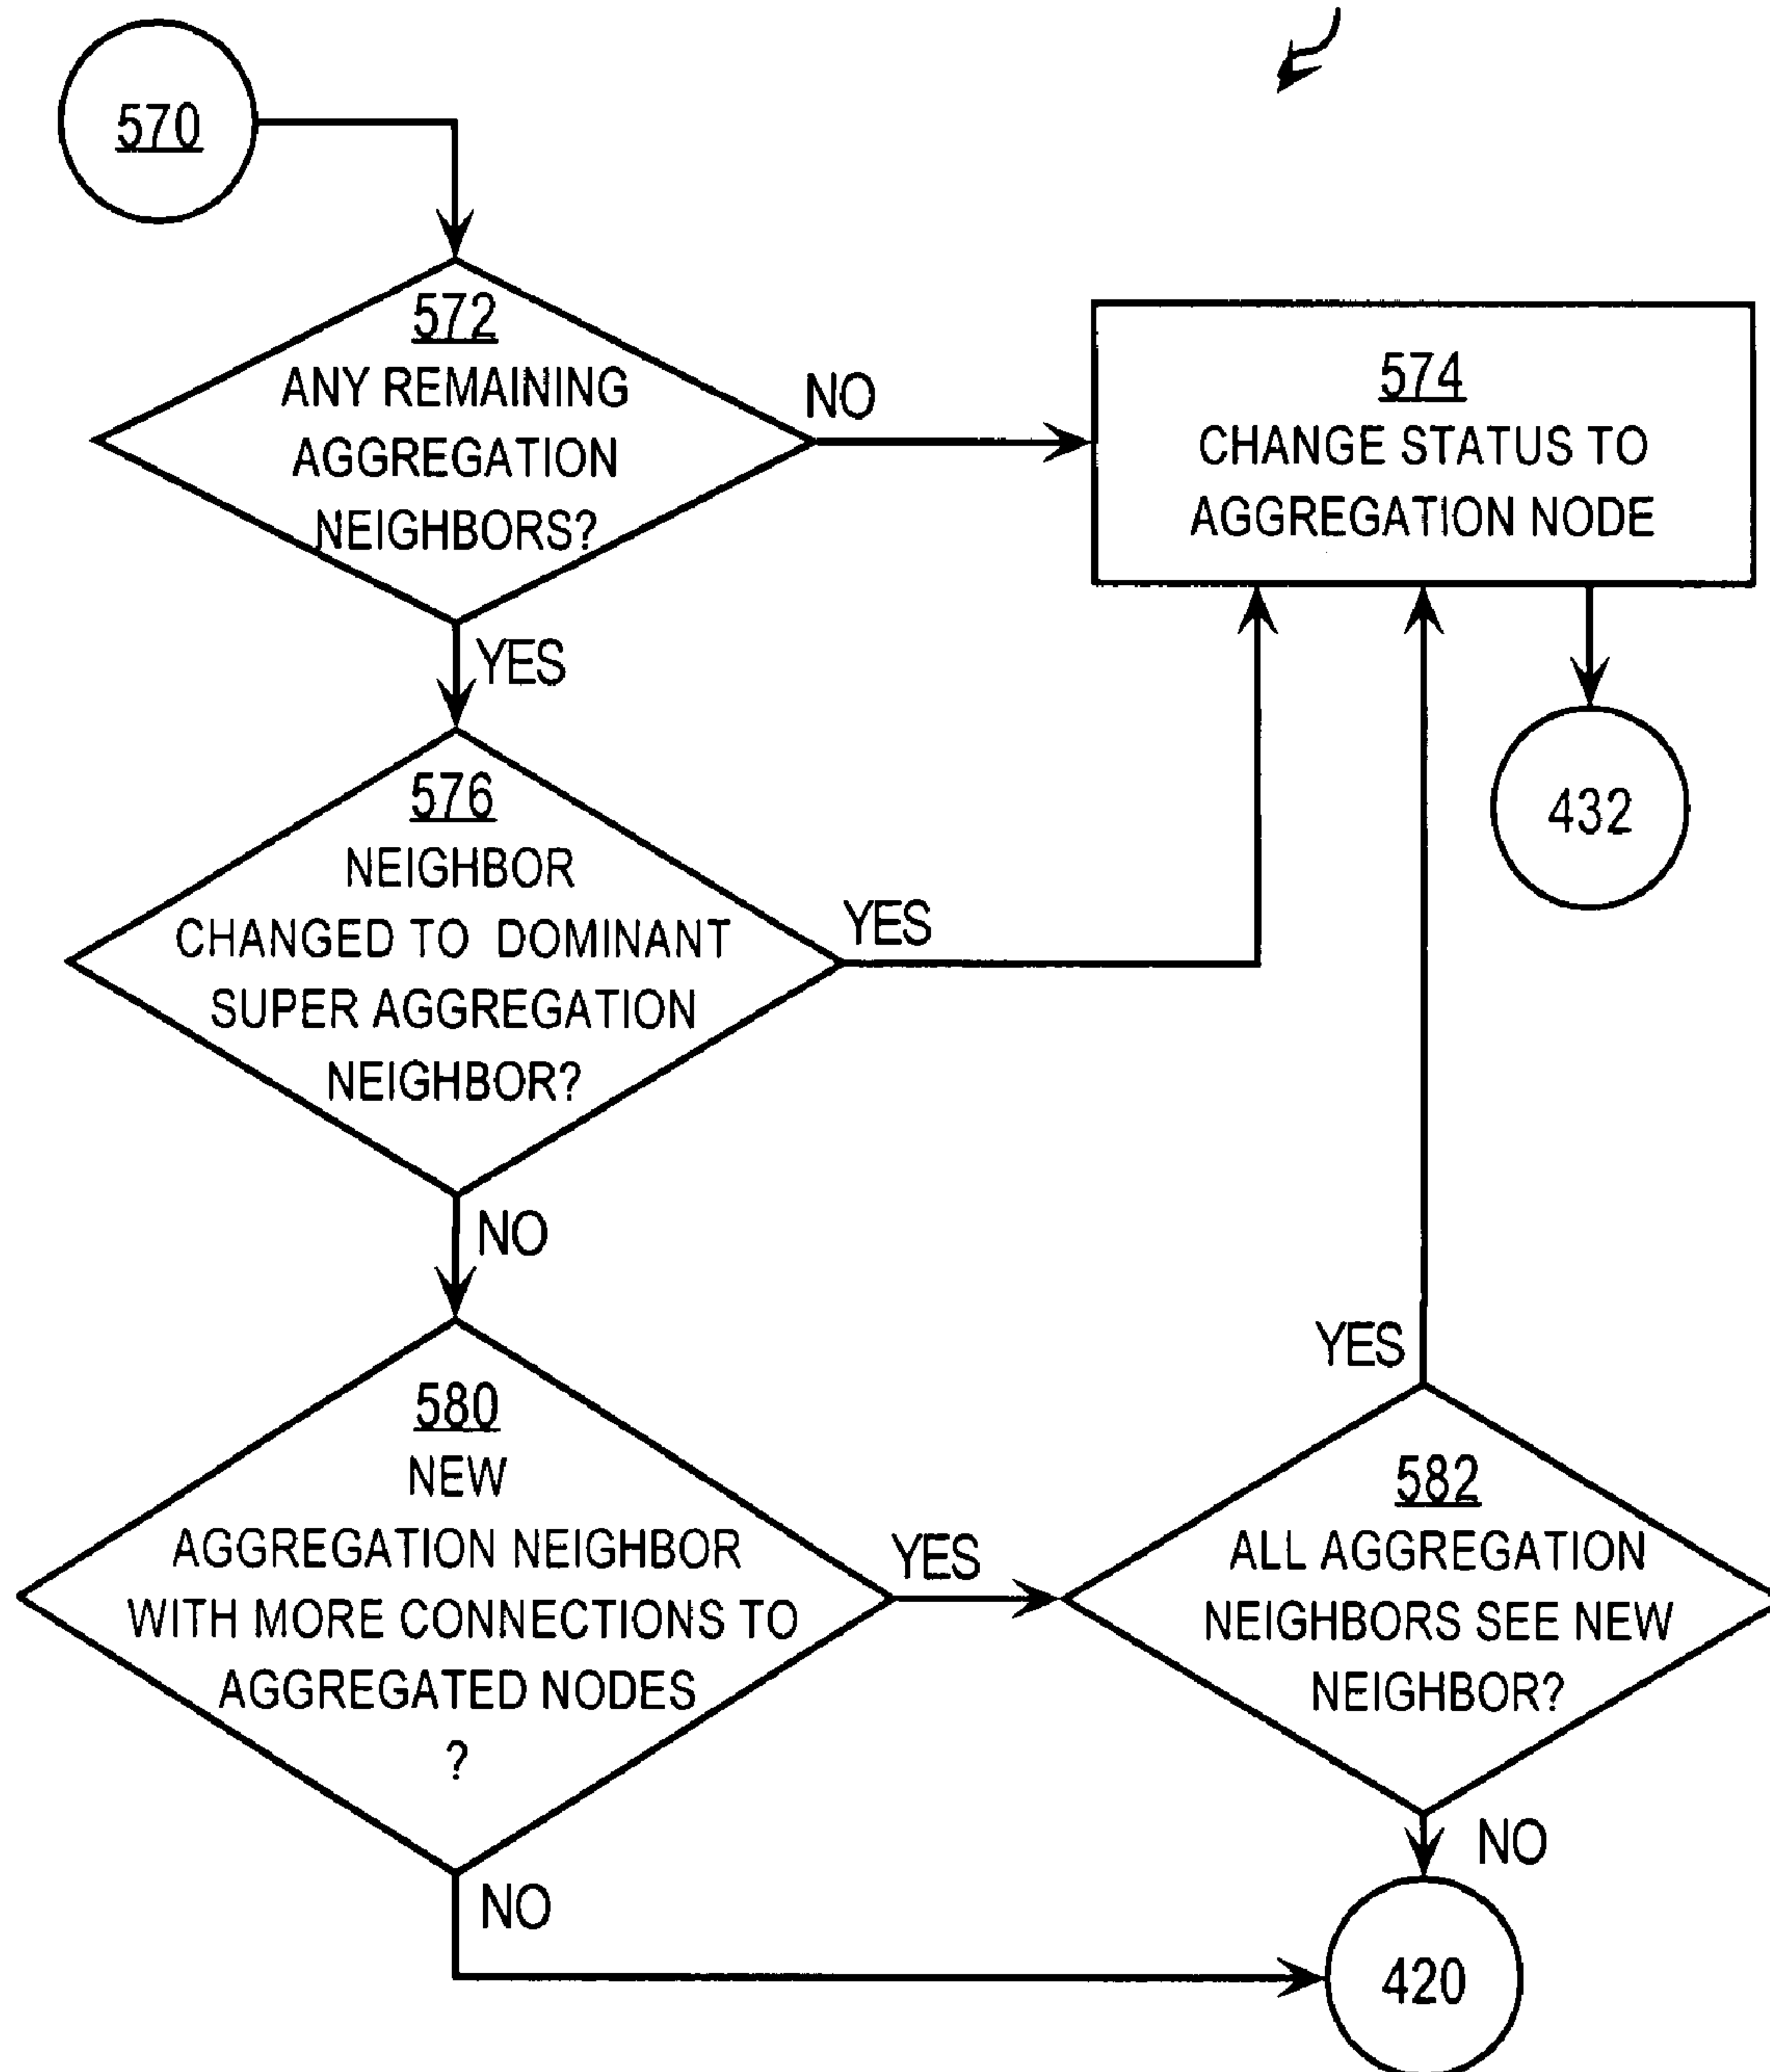 570
572
ANY REMAINING
AGGREGATION
NEIGHBORS?
NO
574
CHANGE STATUS TO
AGGREGATION NODE
YES
432
576
NEIGHBOR
CHANGED TO DOMINANT
SUPER AGGREGATION
NEIGHBOR?
YES
NO
580
NEW
AGGREGATION NEIGHBOR
WITH MORE CONNECTIONS TO
AGGREGATED NODES
?
YES
YES
582
ALL AGGREGATION
NEIGHBORS SEE NEW
NEIGHBOR?
NO
NO
420